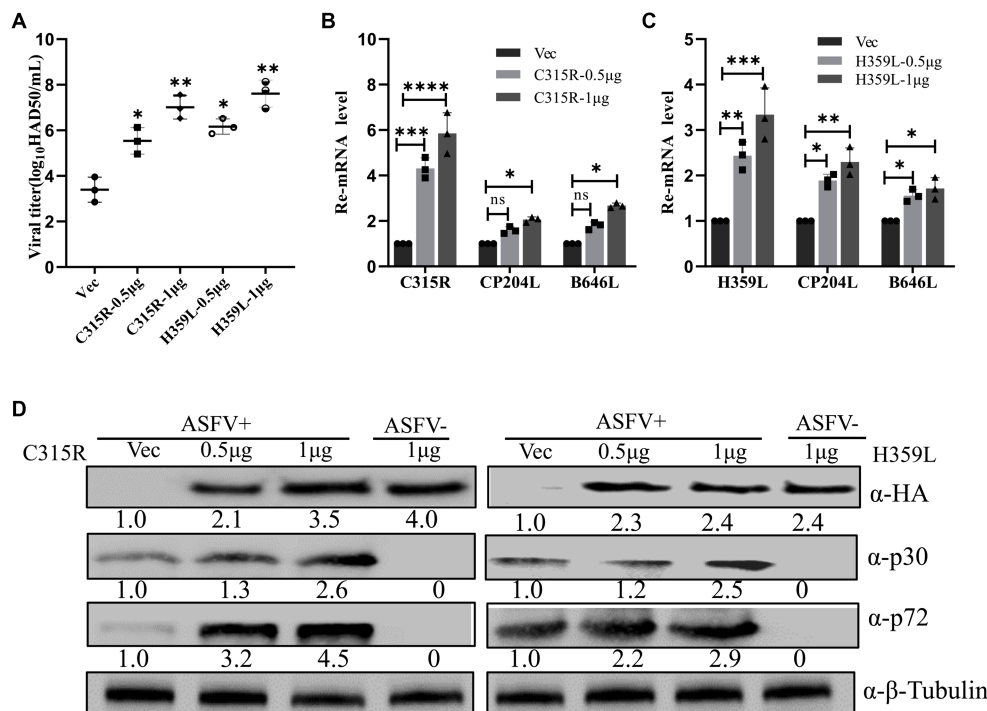 A
Viral titer(log10HAD50/mL)
10
8
6
4
2
0
*
**
*
**
Vec
C315R-0.5μg
C315R-1μg
H359L-0.5μg
H359L-1μg
B
Re-mRNA level
10
8
6
4
2
0
Vec
C315R-0.5μg
C315R-1μg
****
***
*
ns
*
ns
C315R CP204L B646L
C
Re-mRNA level
5
4
3
2
1
0
Vec
H359L-0.5μg
H359L-1μg
***
**
**
*
*
*
H359L CP204L B646L
D
ASFV+ ASFV- ASFV+ ASFV-
C315R Vec 0.5μg 1μg 1μg Vec 0.5μg 1μg 1μg H359L
α-HA
1.0 2.1 3.5 4.0 1.0 2.3 2.4 2.4
α-p30
1.0 1.3 2.6 0 1.0 1.2 2.5 0
α-p72
1.0 3.2 4.5 0 1.0 2.2 2.9 0
α-β-Tubulin